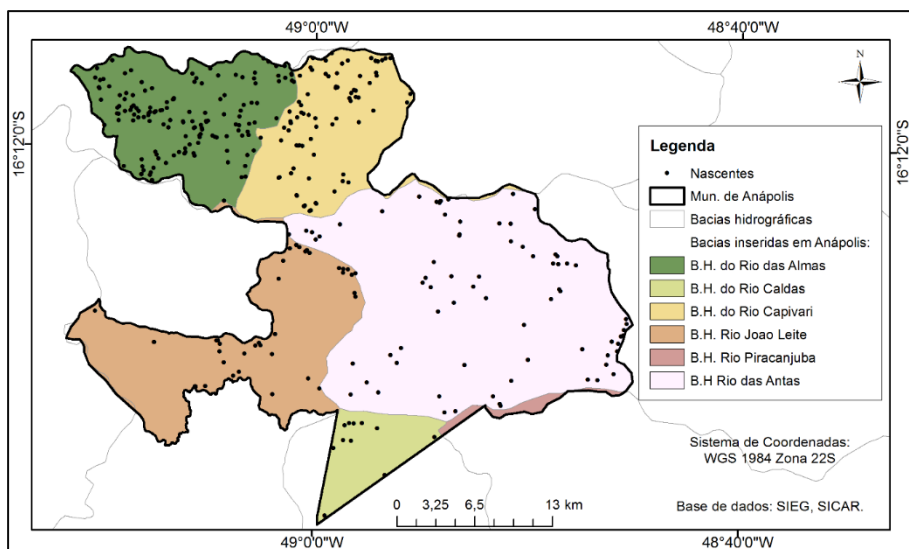 49°0'0"W
48°40'0"W
N
16°12'0"S
16°12'0"S
Legenda
Nascentes
Mun. de Anápolis
Bacias hidrográficas
Bacias inseridas em Anápolis:
B.H. do Rio das Almas
B.H. do Rio Caldas
B.H. do Rio Capivari
B.H. Rio Joao Leite
B.H. Rio Piracanjuba
B.H Rio das Antas
Sistema de Coordenadas:
WGS 1984 Zona 22S
0 3,25 6,5 13 km
Base de dados: SIEG, SICAR.
49°0'0"W
48°40'0"W